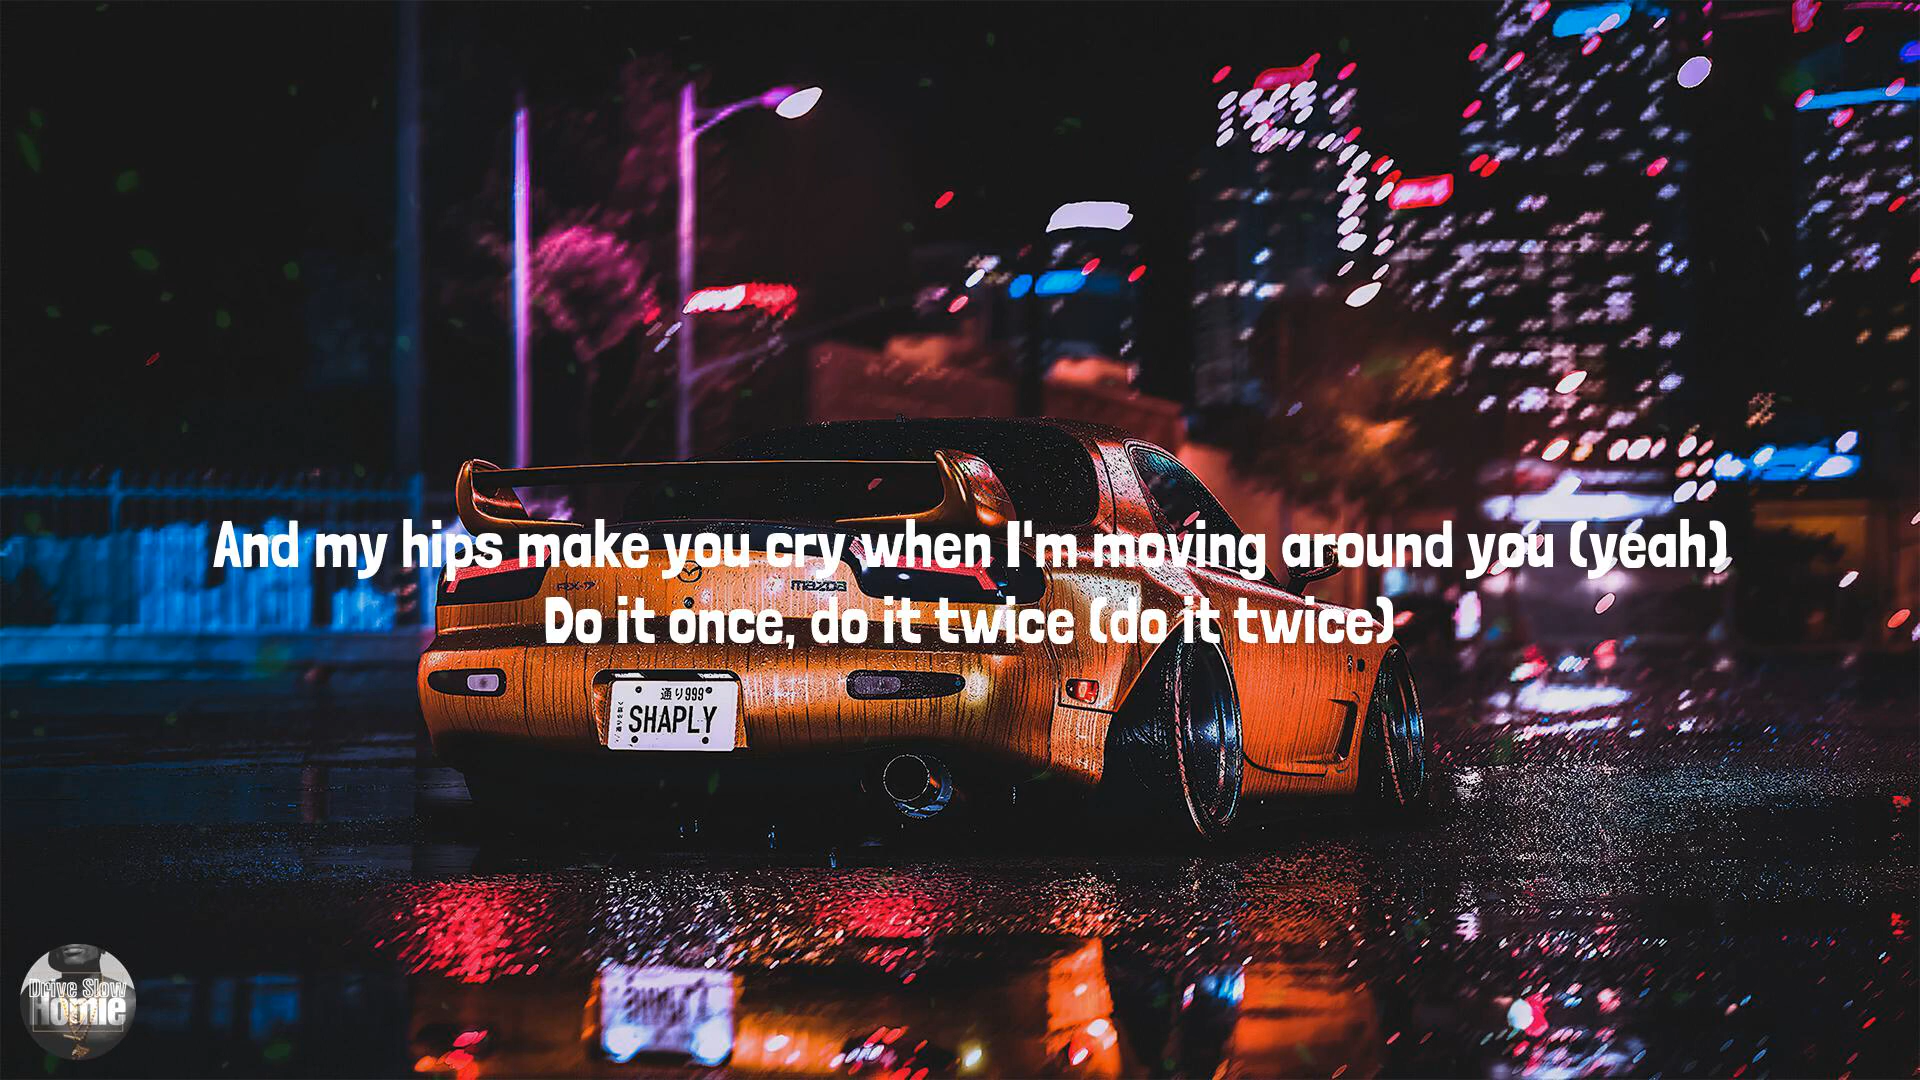 And my hips make you cry when I'm moving around you (yeah)
Do it once, do it twice (do it twice)
RX-7
mazda
通り999
SHAPLY
Drive Slow
Homie